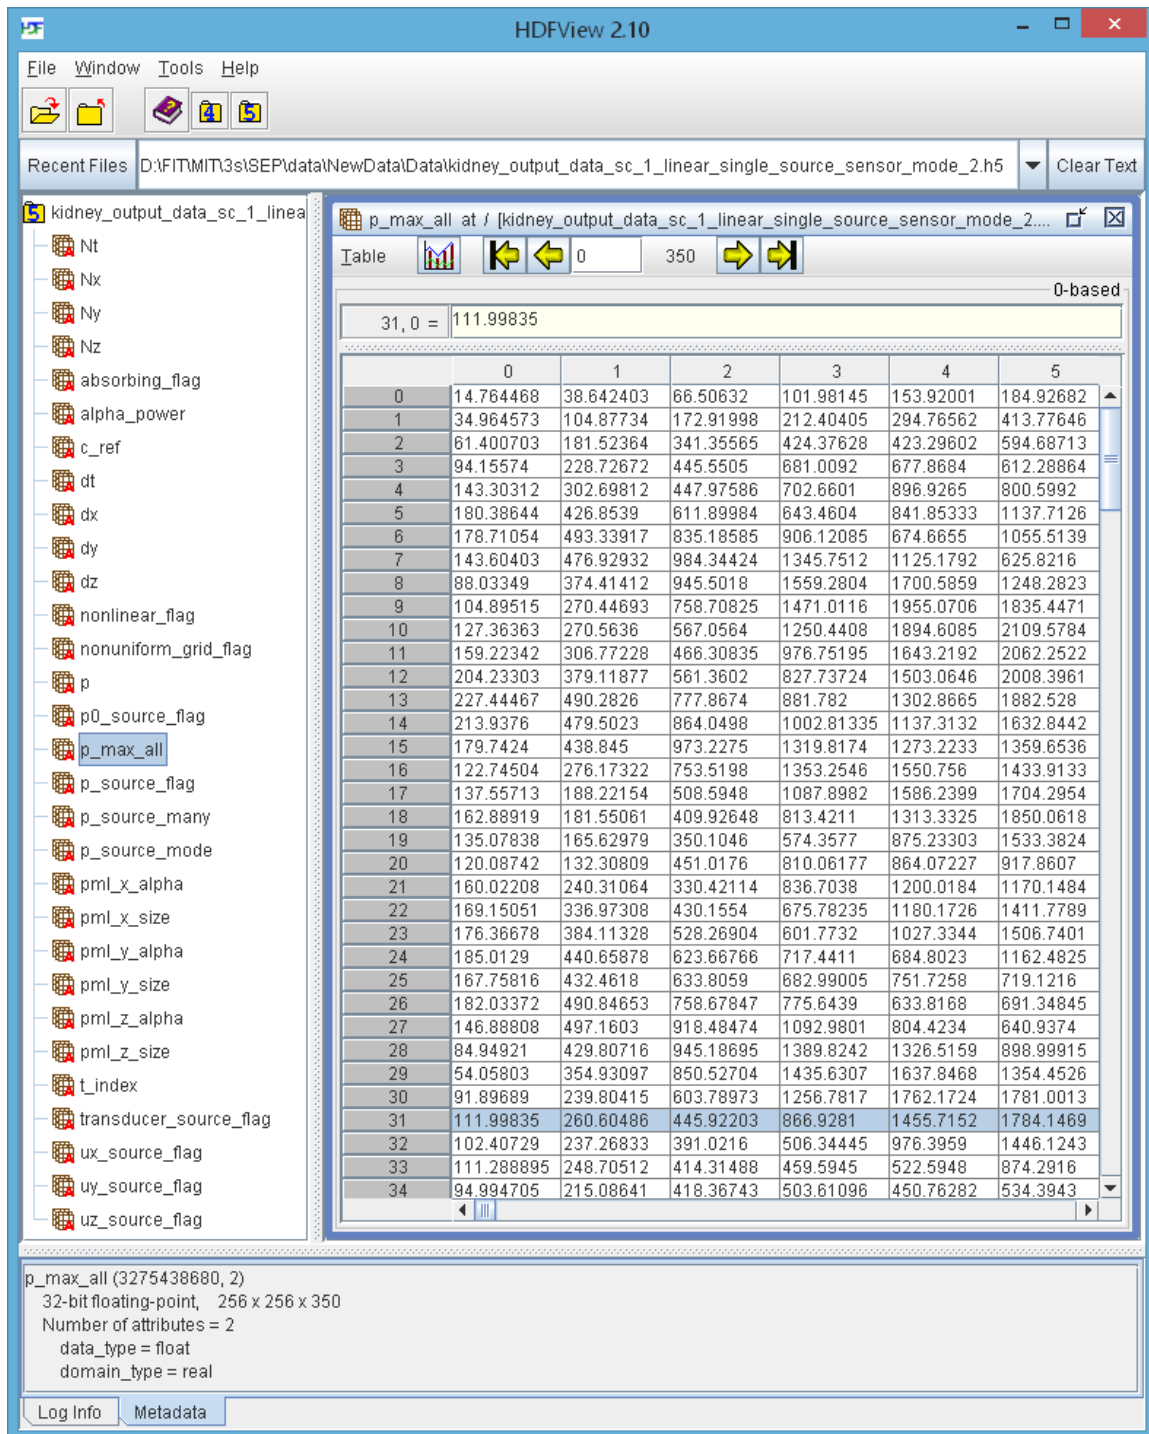 HDF HDFView 2.10
File Window Tools Help
4 5
Recent Files D:\FIT\MIT\3s\SEP\data\NewData\Data\kidney_output_data_sc_1_linear_single_source_sensor_mode_2.h5 Clear Text
5 kidney_output_data_sc_1_linea
Nt
Nx
Ny
Nz
absorbing_flag
alpha_power
c_ref
dt
dx
dy
dz
nonlinear_flag
nonuniform_grid_flag
p
p0_source_flag
p_max_all
p_source_flag
p_source_many
p_source_mode
pml_x_alpha
pml_x_size
pml_y_alpha
pml_y_size
pml_z_alpha
pml_z_size
t_index
transducer_source_flag
ux_source_flag
uy_source_flag
uz_source_flag
p_max_all at / [kidney_output_data_sc_1_linear_single_source_sensor_mode_2....
Table 0 350
0-based
31, 0 = 111.99835
0 1 2 3 4 5
0 14.764468 38.642403 66.50632 101.98145 153.92001 184.92682
1 34.964573 104.87734 172.91998 212.40405 294.76562 413.77646
2 61.400703 181.52364 341.35565 424.37628 423.29602 594.68713
3 94.15574 228.72672 445.5505 681.0092 677.8684 612.28864
4 143.30312 302.69812 447.97586 702.6601 896.9265 800.5992
5 180.38644 426.8539 611.89984 643.4604 841.85333 1137.7126
6 178.71054 493.33917 835.18585 906.12085 674.6655 1055.5139
7 143.60403 476.92932 984.34424 1345.7512 1125.1792 625.8216
8 88.03349 374.41412 945.5018 1559.2804 1700.5859 1248.2823
9 104.89515 270.44693 758.70825 1471.0116 1955.0706 1835.4471
10 127.36363 270.5636 567.0564 1250.4408 1894.6085 2109.5784
11 159.22342 306.77228 466.30835 976.75195 1643.2192 2062.2522
12 204.23303 379.11877 561.3602 827.73724 1503.0646 2008.3961
13 227.44467 490.2826 777.8674 881.782 1302.8665 1882.528
14 213.9376 479.5023 864.0498 1002.81335 1137.3132 1632.8442
15 179.7424 438.845 973.2275 1319.8174 1273.2233 1359.6536
16 122.74504 276.17322 753.5198 1353.2546 1550.756 1433.9133
17 137.55713 188.22154 508.5948 1087.8982 1586.2399 1704.2954
18 162.88919 181.55061 409.92648 813.4211 1313.3325 1850.0618
19 135.07838 165.62979 350.1046 574.3577 875.23303 1533.3824
20 120.08742 132.30809 451.0176 810.06177 864.07227 917.8607
21 160.02208 240.31064 330.42114 836.7038 1200.0184 1170.1484
22 169.15051 336.97308 430.1554 675.78235 1180.1726 1411.7789
23 176.36678 384.11328 528.26904 601.7732 1027.3344 1506.7401
24 185.0129 440.65878 623.66766 717.4411 684.8023 1162.4825
25 167.75816 432.4618 633.8059 682.99005 751.7258 719.1216
26 182.03372 490.84653 758.67847 775.6439 633.8168 691.34845
27 146.88808 497.1603 918.48474 1092.9801 804.4234 640.9374
28 84.94921 429.80716 945.18695 1389.8242 1326.5159 898.99915
29 54.05803 354.93097 850.52704 1435.6307 1637.8468 1354.4526
30 91.89689 239.80415 603.78973 1256.7817 1762.1724 1781.0013
31 111.99835 260.60486 445.92203 866.9281 1455.7152 1784.1469
32 102.40729 237.26833 391.0216 506.34445 976.3959 1446.1243
33 111.288895 248.70512 414.31488 459.5945 522.5948 874.2916
34 94.994705 215.08641 418.36743 503.61096 450.76282 534.3943
p_max_all (3275438680, 2)
32-bit floating-point, 256 x 256 x 350
Number of attributes = 2
data_type = float
domain_type = real
Log Info Metadata